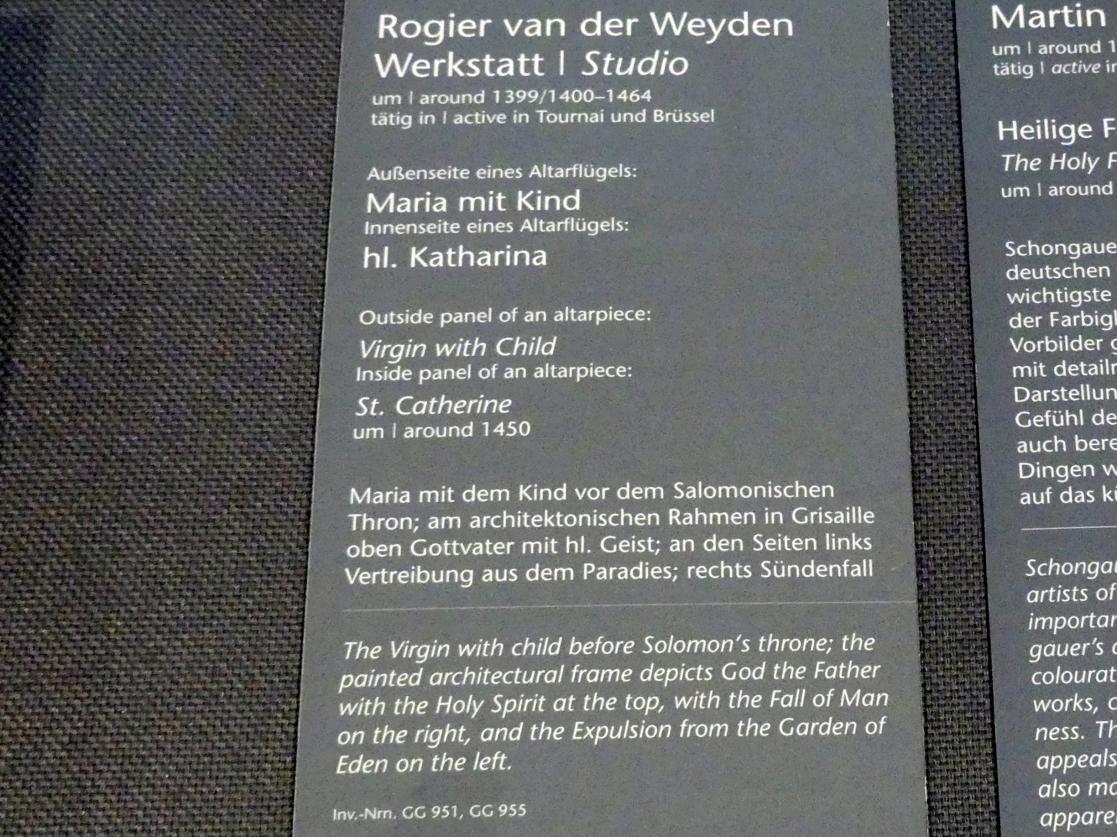 Rogier van der Weyden
Werkstatt | Studio
um | around 1399/1400–1464
tätig in | active in Tournai und Brüssel
Außenseite eines Altarflügels:
Maria mit Kind
Innenseite eines Altarflügels:
hl. Katharina
Outside panel of an altarpiece:
Virgin with Child
Inside panel of an altarpiece:
St. Catherine
um | around 1450
Maria mit dem Kind vor dem Salomonischen
Thron; am architektonischen Rahmen in Grisaille
oben Gottvater mit hl. Geist; an den Seiten links
Vertreibung aus dem Paradies; rechts Sündenfall
The Virgin with child before Solomon's throne; the
painted architectural frame depicts God the Father
with the Holy Spirit at the top, with the Fall of Man
on the right, and the Expulsion from the Garden of
Eden on the left.
Inv.-Nrn. GG 951, GG 955
Martin
um | around
tätig | active
Heilige
The Holy
um | around
deutschen
wichtigste
der
Vorbilder
mit
Gefühl
auch
Dingen
auf das
artists of
gauer's
works,
ness.
appeals
also